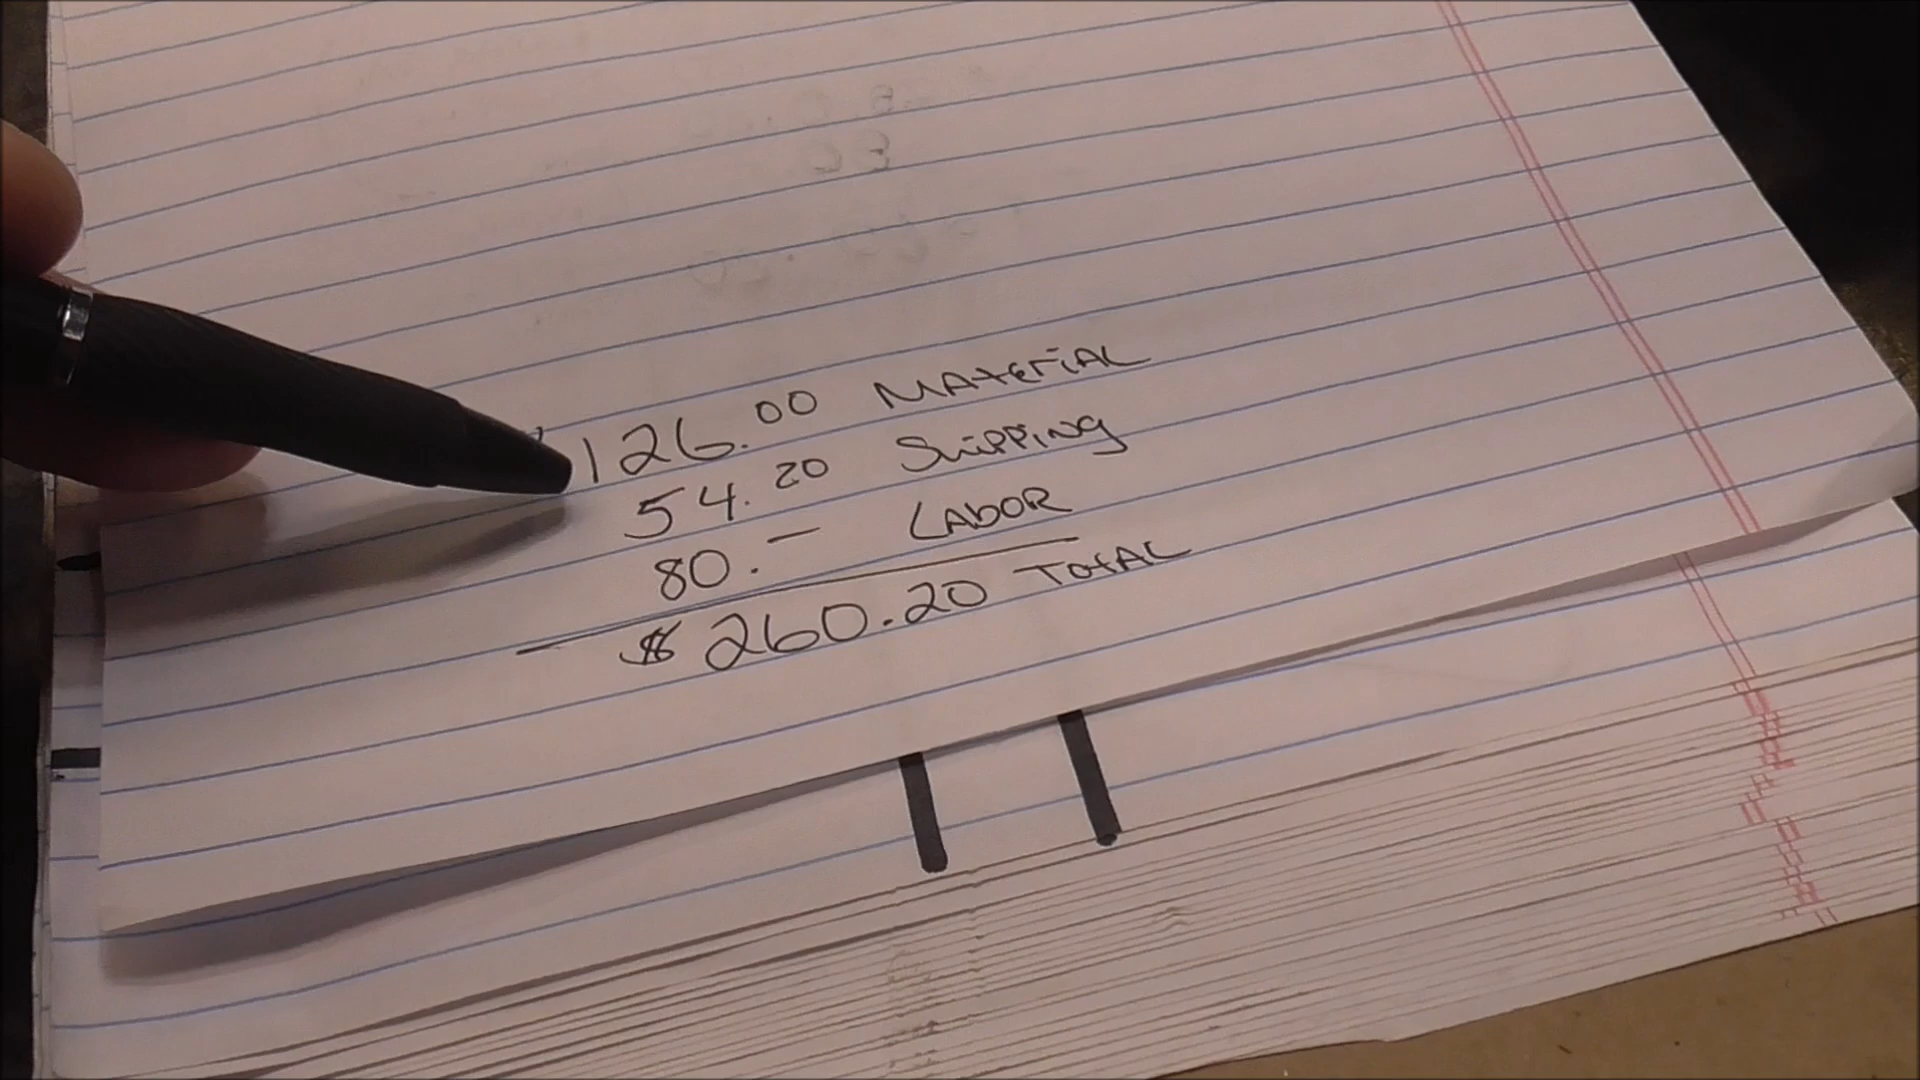 126.00 Material
54.20 Shipping
80.— Labor
$260.20 Total